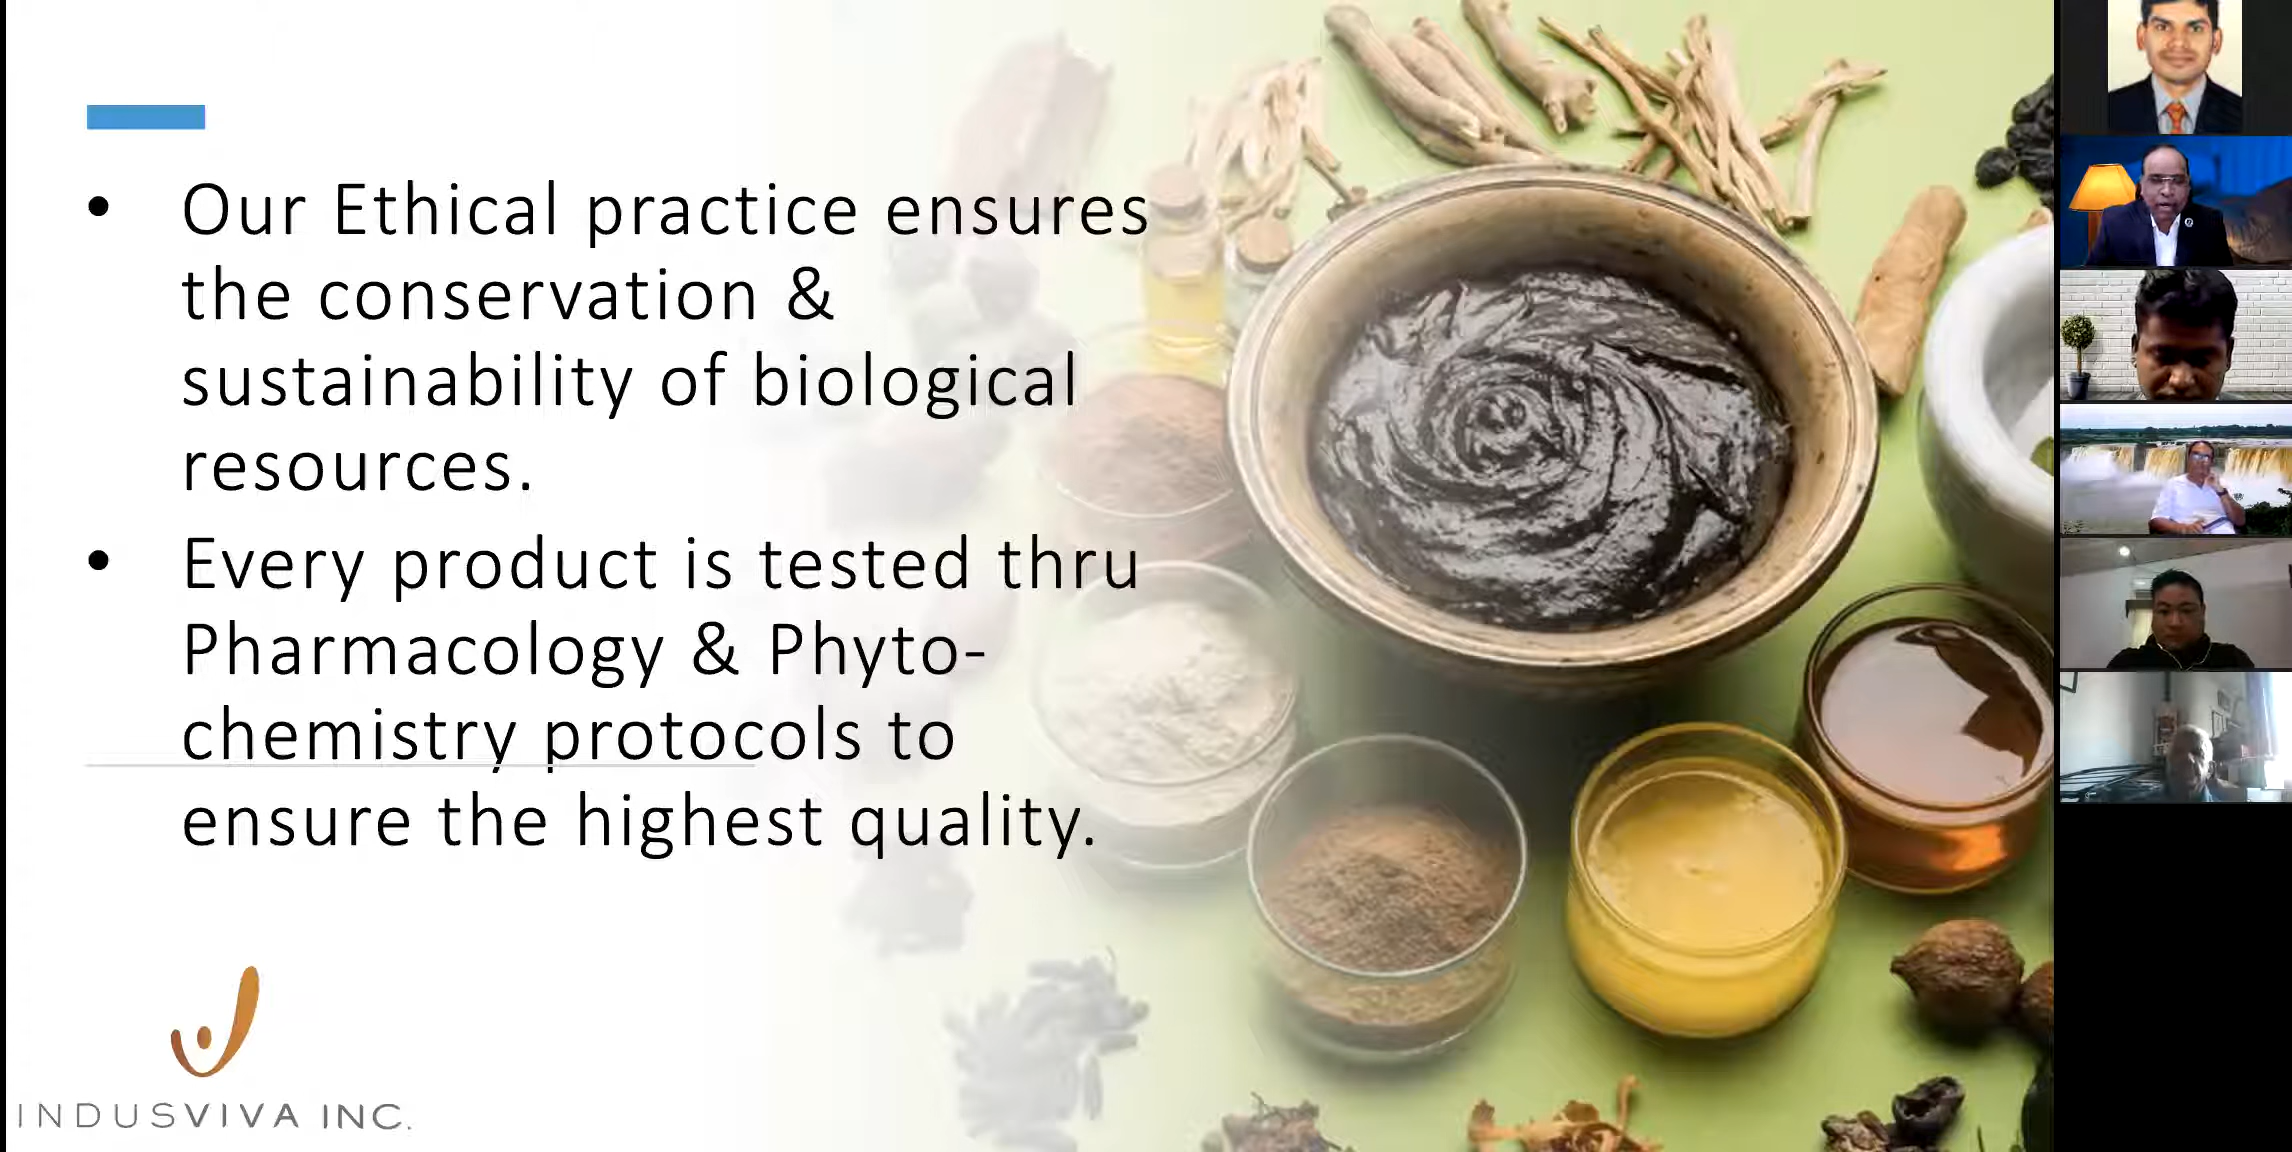 • Our Ethical practice ensures
the conservation &
sustainability of biological
resources.
• Every product is tested thru
Pharmacology & Phyto-
chemistry protocols to
ensure the highest quality.
INDUSVIVA INC.